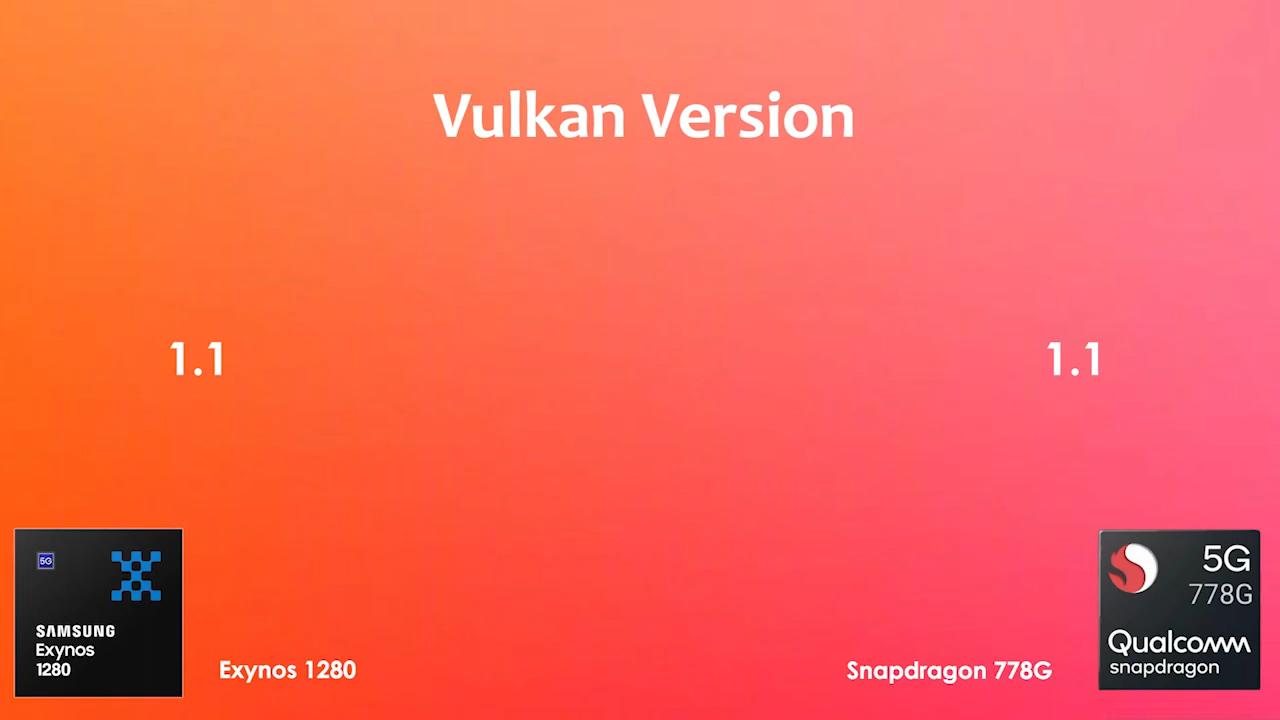 Vulkan Version
1.1
1.1
5G
SAMSUNG
Exynos
1280
Exynos 1280
Snapdragon 778G
5G
778G
Qualcomm
snapdragon